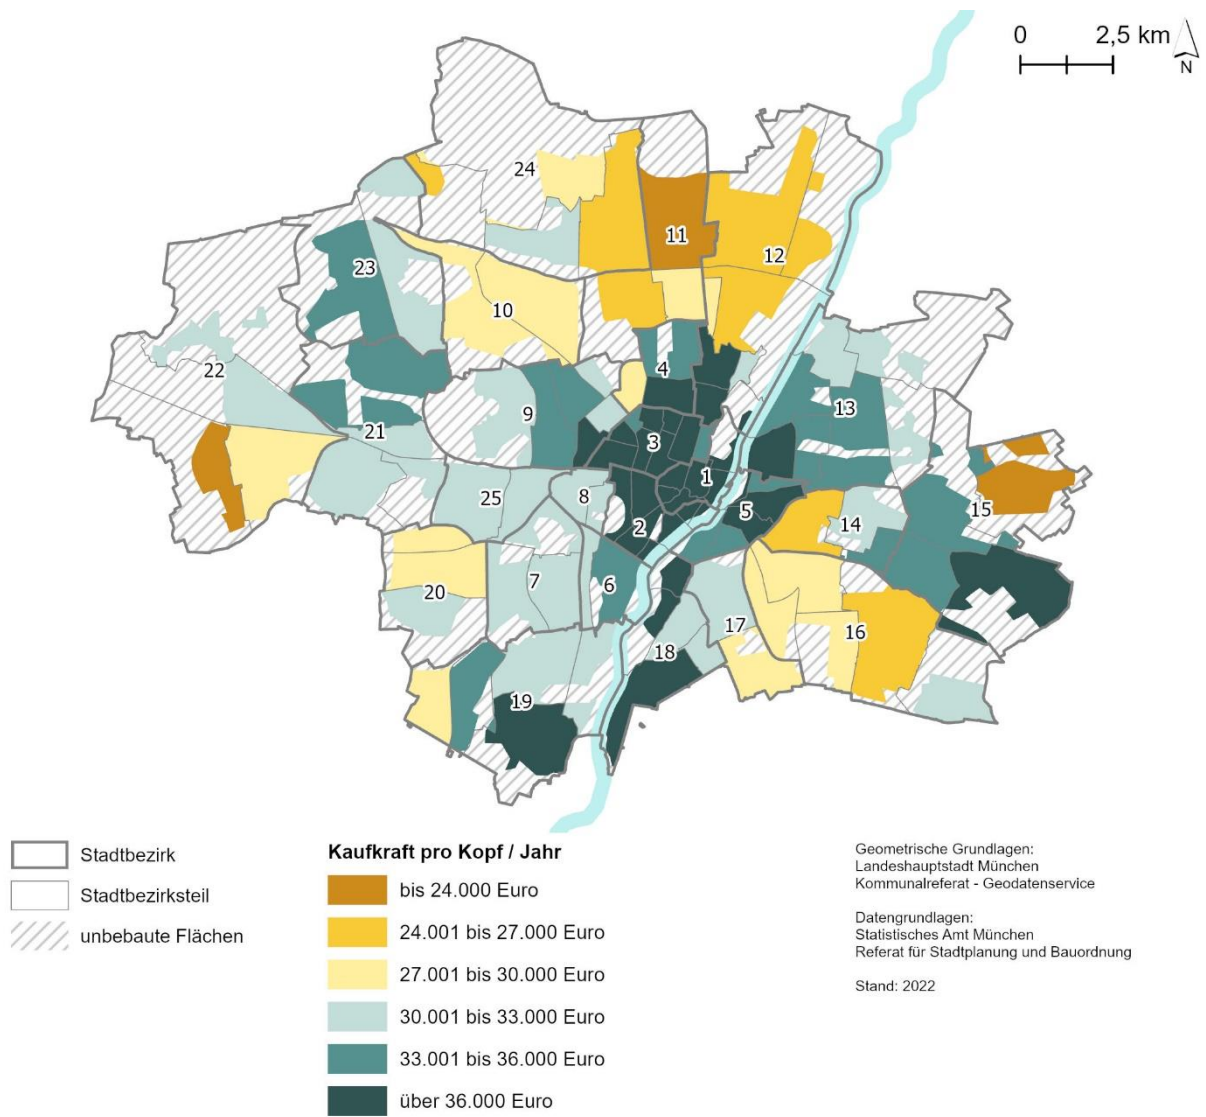 0 2,5 km
N
24
11
12
23
10
4
22
9
13
3
21
1
25
8
15
5
2
14
7
6
20
17
16
18
19
Stadtbezirk
Stadtbezirksteil
unbebaute Flächen
Kaufkraft pro Kopf / Jahr
bis 24.000 Euro
24.001 bis 27.000 Euro
27.001 bis 30.000 Euro
30.001 bis 33.000 Euro
33.001 bis 36.000 Euro
über 36.000 Euro
Geometrische Grundlagen:
Landeshauptstadt München
Kommunalreferat - Geodatenservice
Datengrundlagen:
Statistisches Amt München
Referat für Stadtplanung und Bauordnung
Stand: 2022